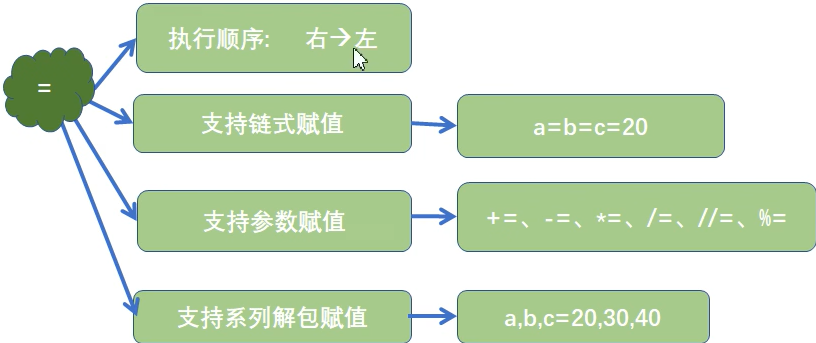 =
执行顺序: 右→左
支持链式赋值
a=b=c=20
支持参数赋值
+=、-=、*=、/=、//=、%=
支持系列解包赋值
a,b,c=20,30,40